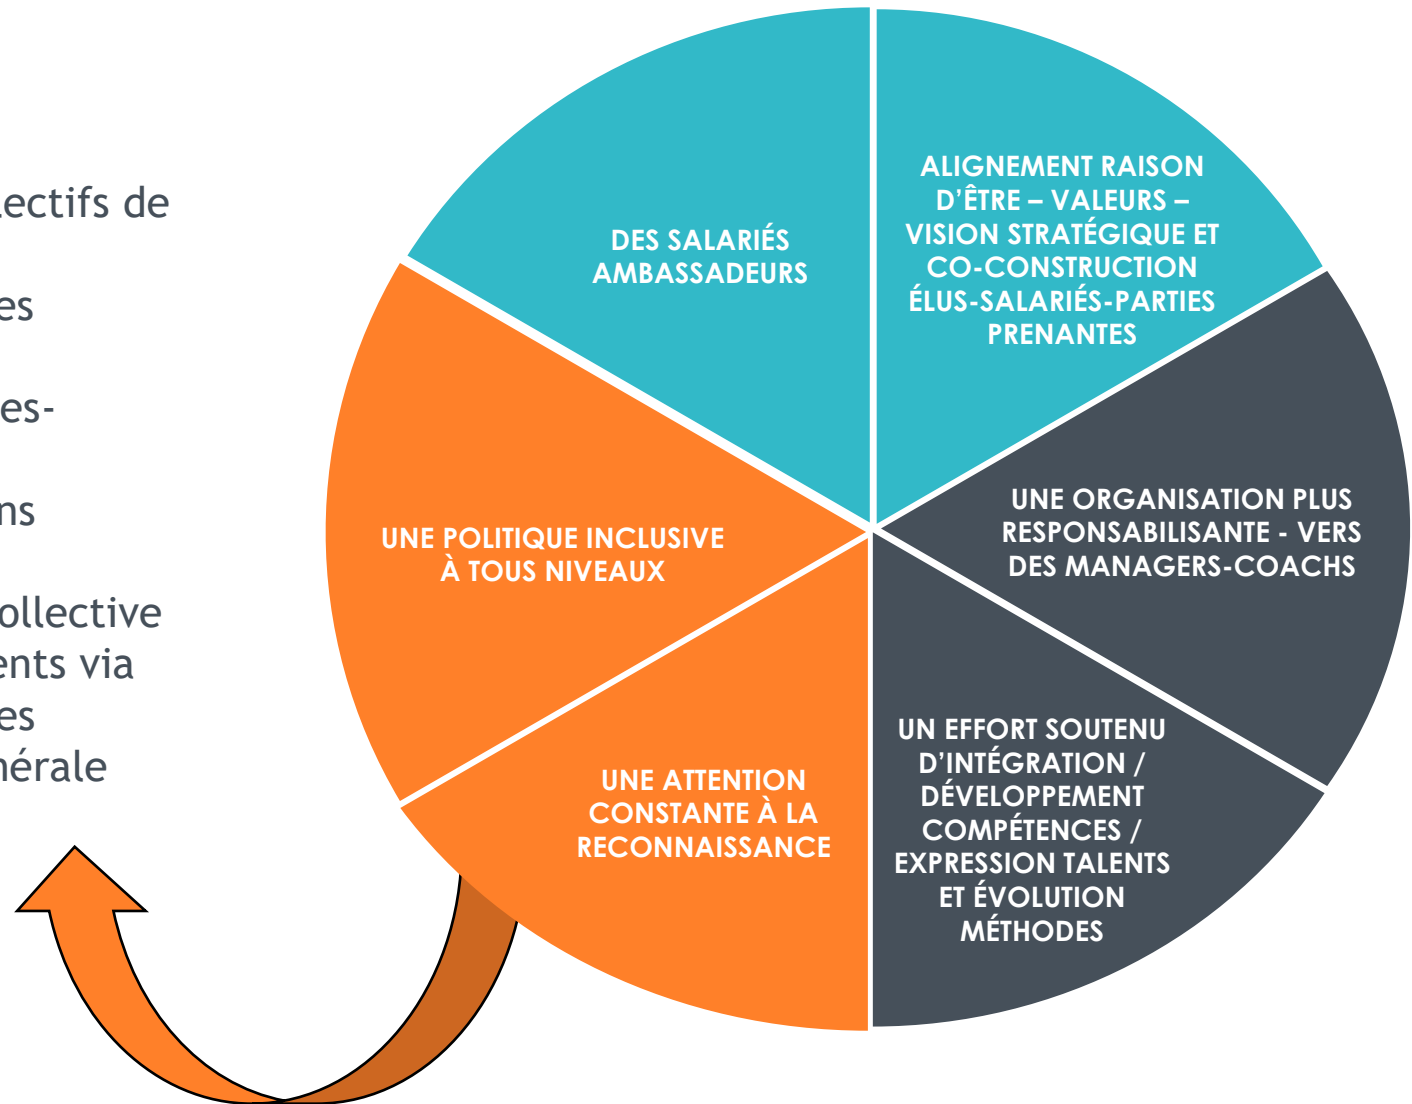 lectifs de
es
es-
ns
ollective
ents via
es
nérale
DES SALARIÉS
AMBASSADEURS
ALIGNEMENT RAISON
D'ÊTRE – VALEURS –
VISION STRATÉGIQUE ET
CO-CONSTRUCTION
ÉLUS-SALARIÉS-PARTIES
PRENANTES
UNE ORGANISATION PLUS
RESPONSABILISANTE - VERS
DES MANAGERS-COACHS
UN EFFORT SOUTENU
D'INTÉGRATION /
DÉVELOPPEMENT
COMPÉTENCES /
EXPRESSION TALENTS
ET ÉVOLUTION
MÉTHODES
UNE ATTENTION
CONSTANTE À LA
RECONNAISSANCE
UNE POLITIQUE INCLUSIVE
À TOUS NIVEAUX